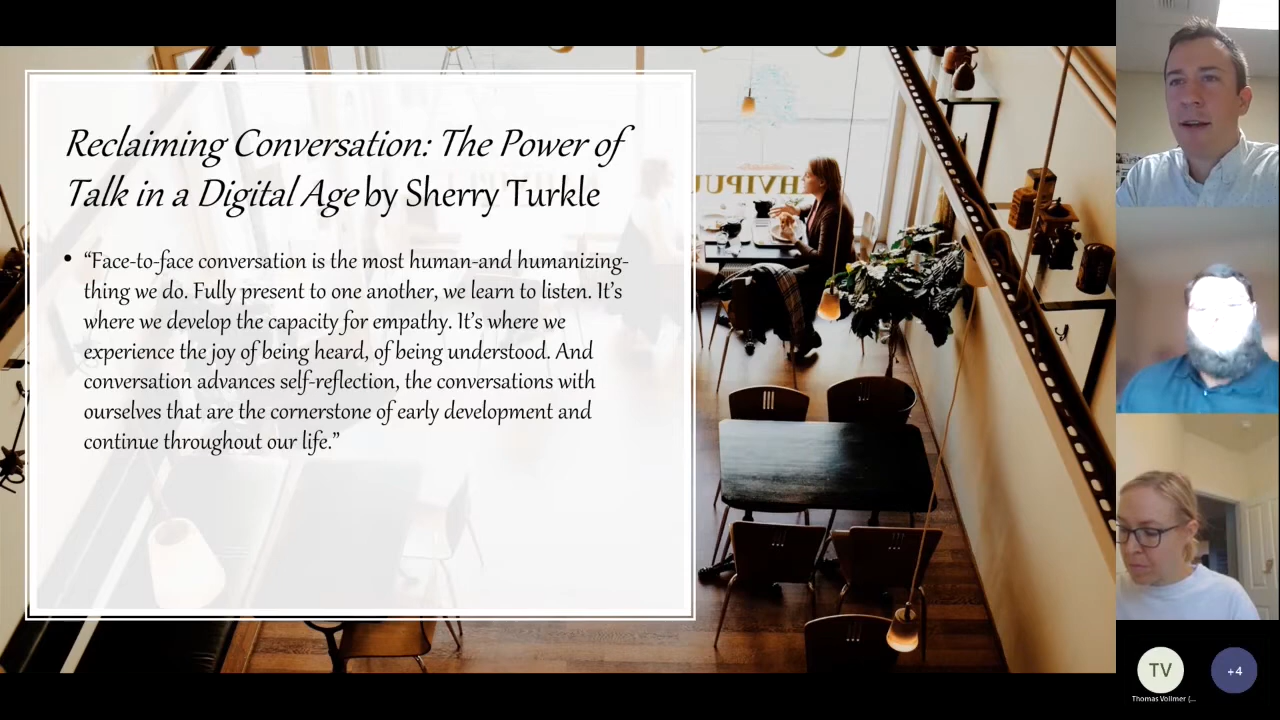 Reclaiming Conversation: The Power of
Talk in a Digital Age by Sherry Turkle
• “Face-to-face conversation is the most human-and humanizing-
thing we do. Fully present to one another, we learn to listen. It’s
where we develop the capacity for empathy. It’s where we
experience the joy of being heard, of being understood. And
conversation advances self-reflection, the conversations with
ourselves that are the cornerstone of early development and
continue throughout our life.”
TV
+4
Thomas Vollmer (...